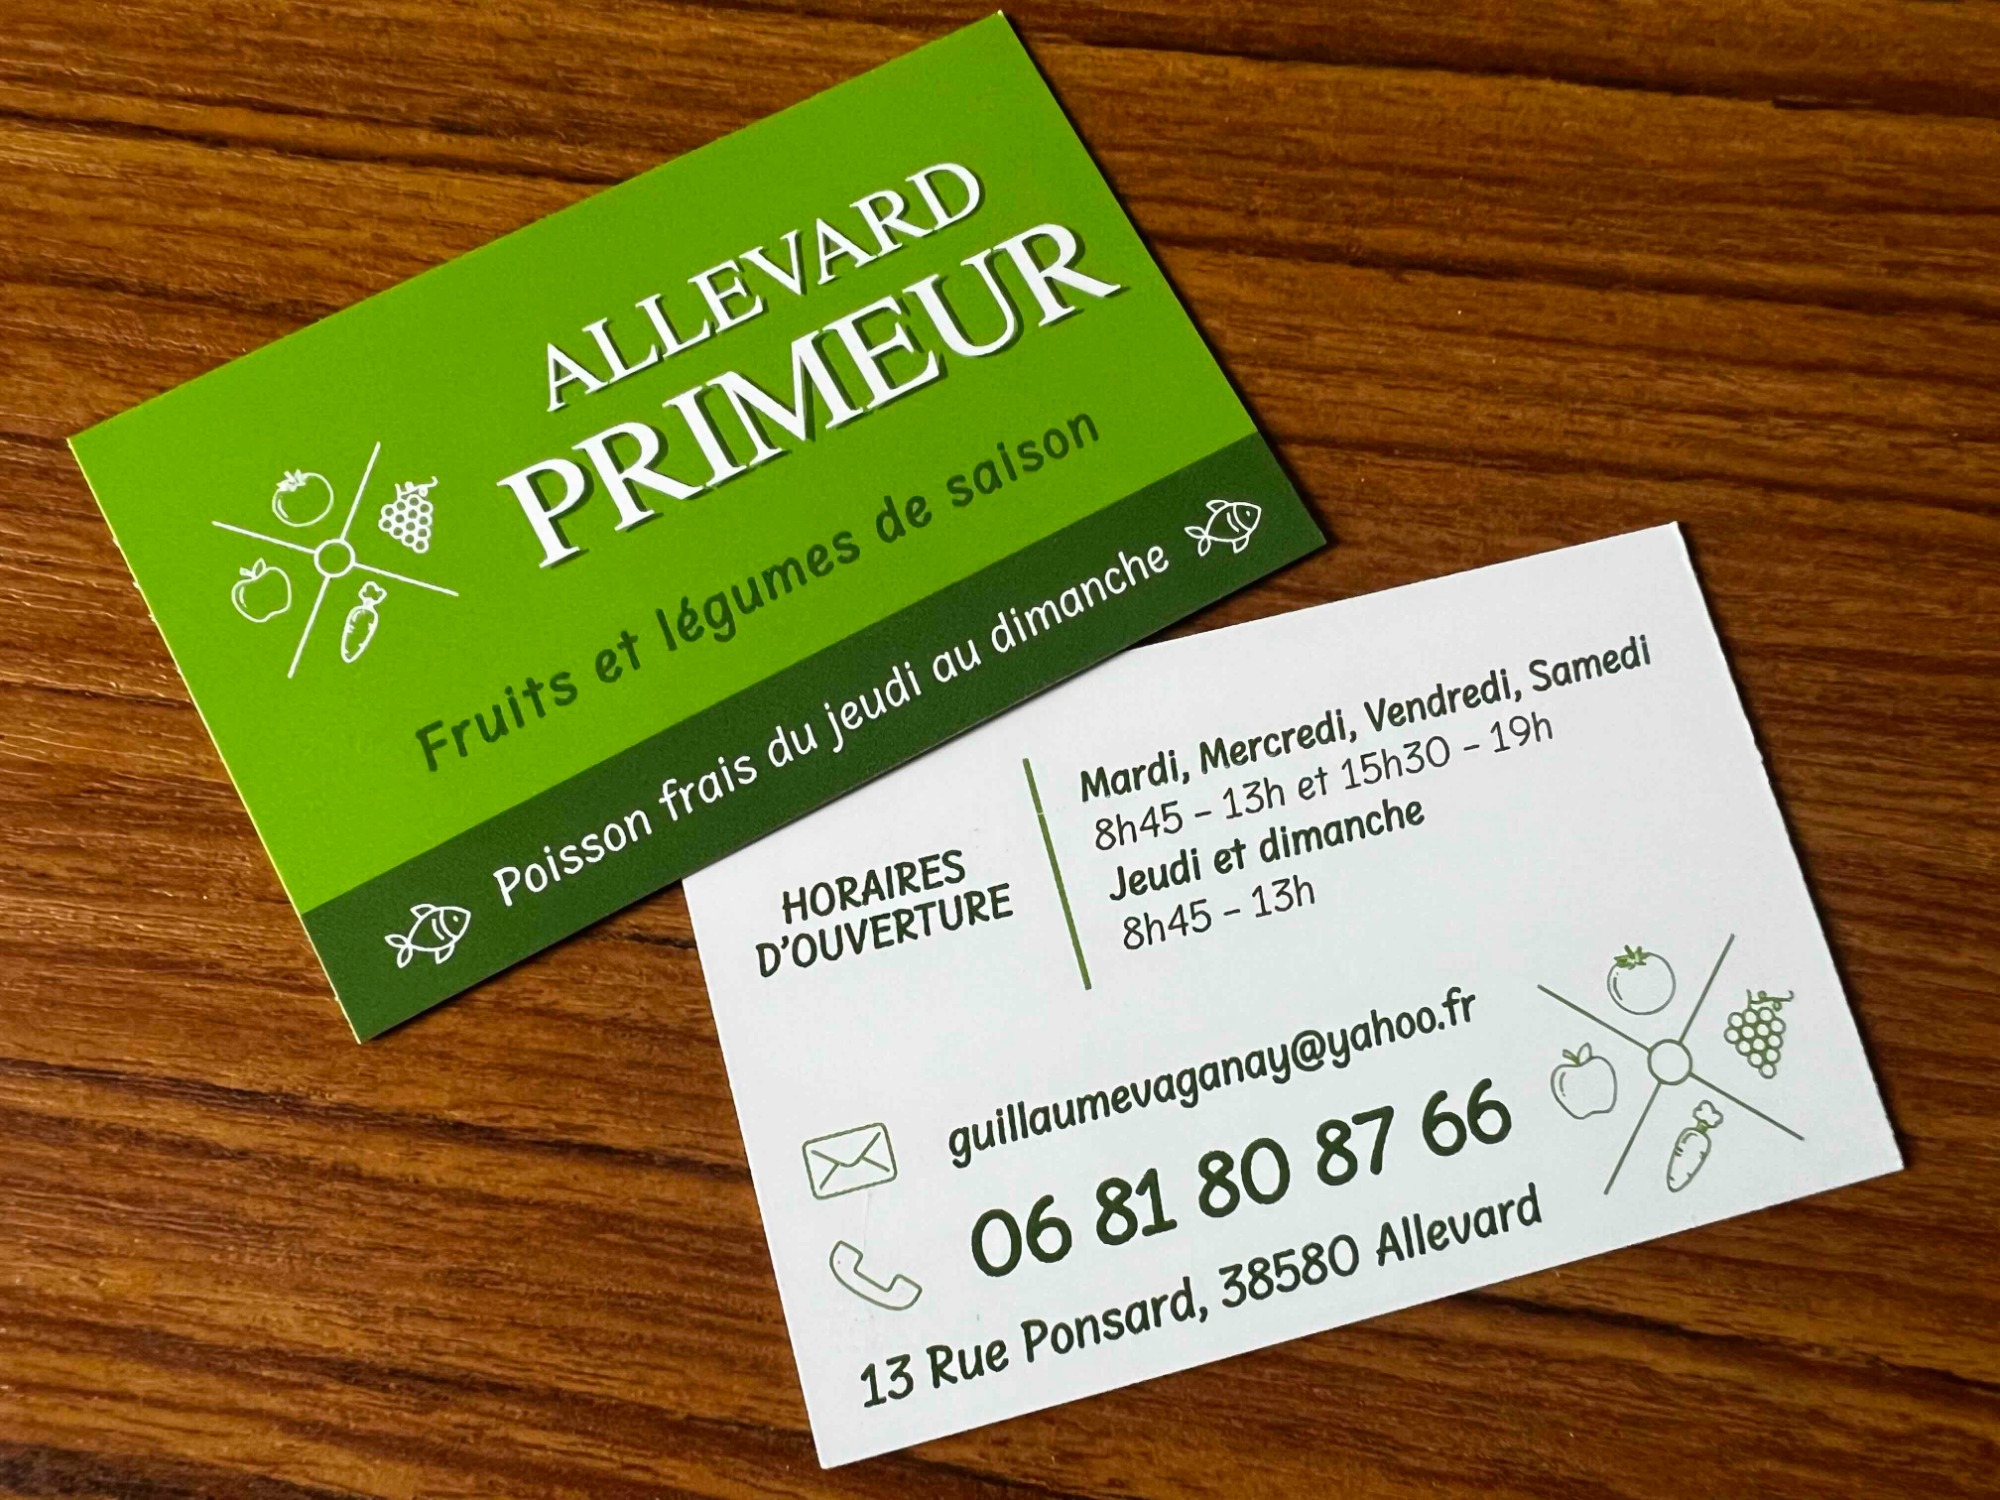 ALLEVARD
PRIMEUR
Fruits et légumes de saison
Poisson frais du jeudi au dimanche
HORAIRES
D'OUVERTURE
Mardi, Mercredi, Vendredi, Samedi
8h45 - 13h et 15h30 - 19h
Jeudi et dimanche
8h45 - 13h
guillaumevaganay@yahoo.fr
06 81 80 87 66
13 Rue Ponsard, 38580 Allevard